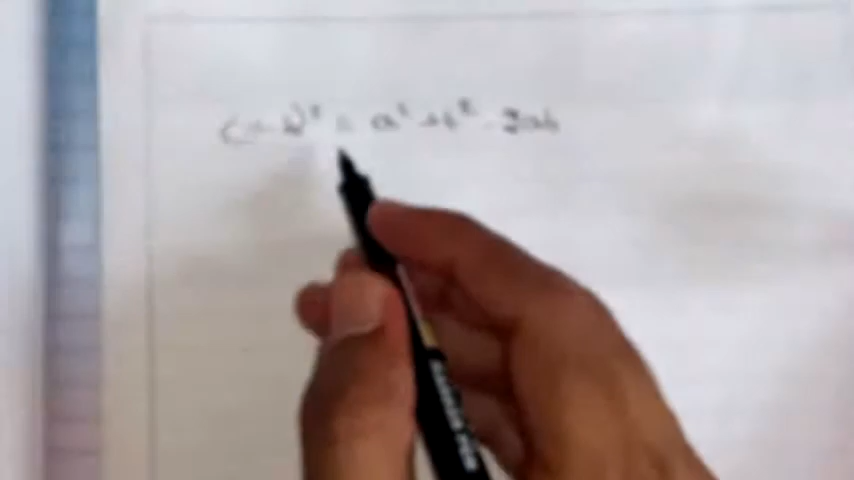 (a-b)² = a² + b² - 2ab